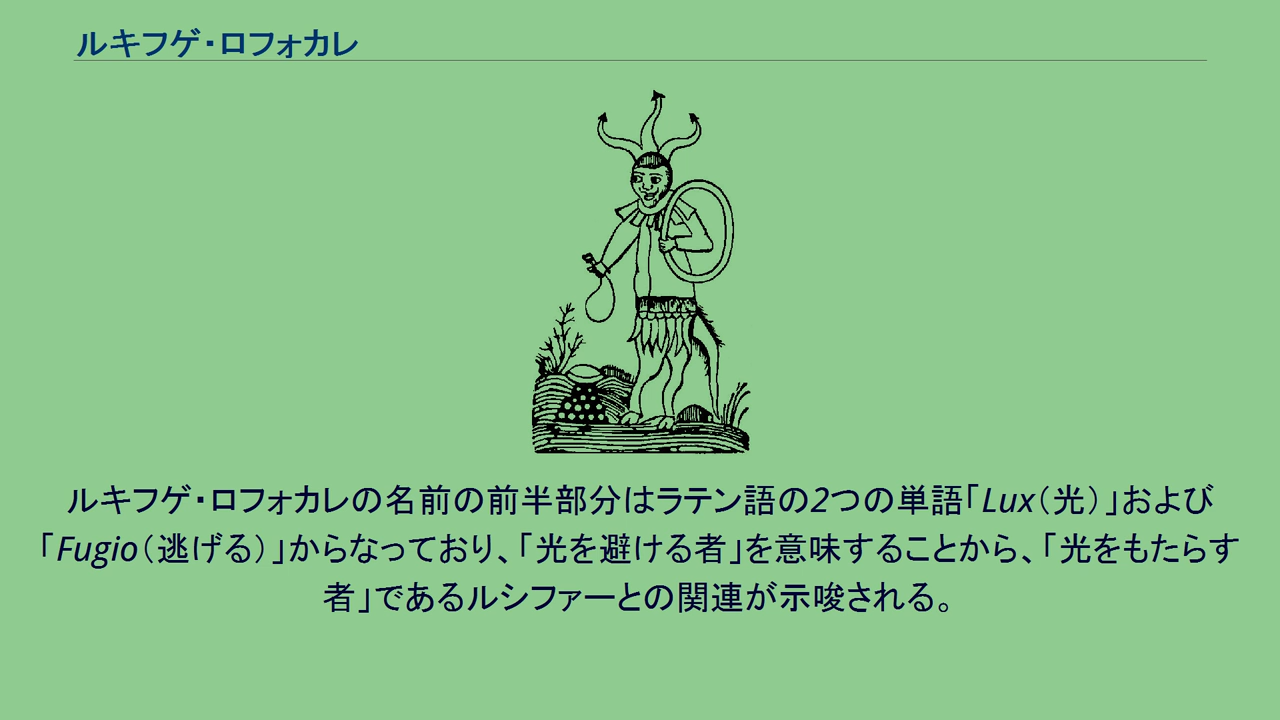 ルキフゲ・ロフォカレ
ルキフゲ・ロフォカレの名前の前半部分はラテン語の2つの単語「Lux（光）」および
「Fugio（逃げる）」からなっており、「光を避ける者」を意味することから、「光をもたらす
者」であるルシファーとの関連が示唆される。